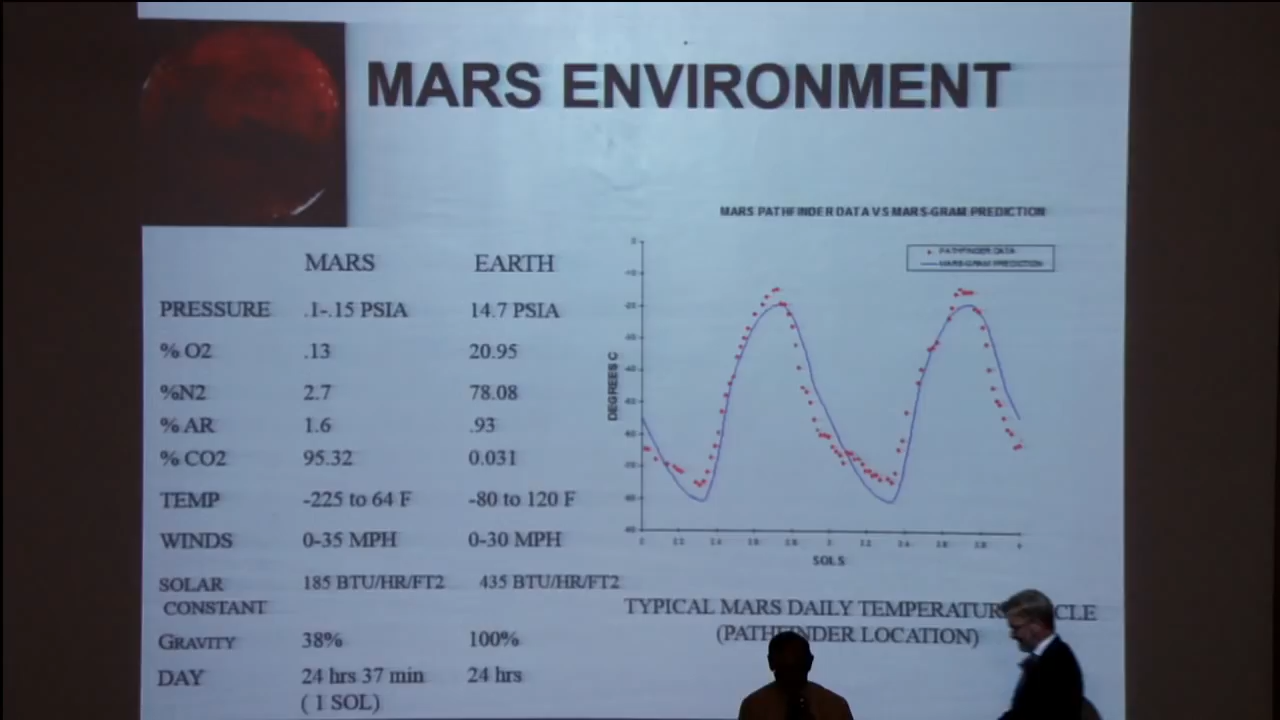 MARS ENVIRONMENT
MARS PATHFINDER DATA VS MARS-GRAM PREDICTION
PATHFINDER DATA
MARS-GRAM PREDICTION
MARS EARTH
PRESSURE .1-.15 PSIA 14.7 PSIA
% O2 .13 20.95
%N2 2.7 78.08
% AR 1.6 .93
% CO2 95.32 0.031
TEMP -225 to 64 F -80 to 120 F
WINDS 0-35 MPH 0-30 MPH
SOLAR 185 BTU/HR/FT2 435 BTU/HR/FT2
CONSTANT
GRAVITY 38% 100%
DAY 24 hrs 37 min 24 hrs
( 1 SOL)
DEGREES C
SOLS
TYPICAL MARS DAILY
(PATHFINDER LOCATION)